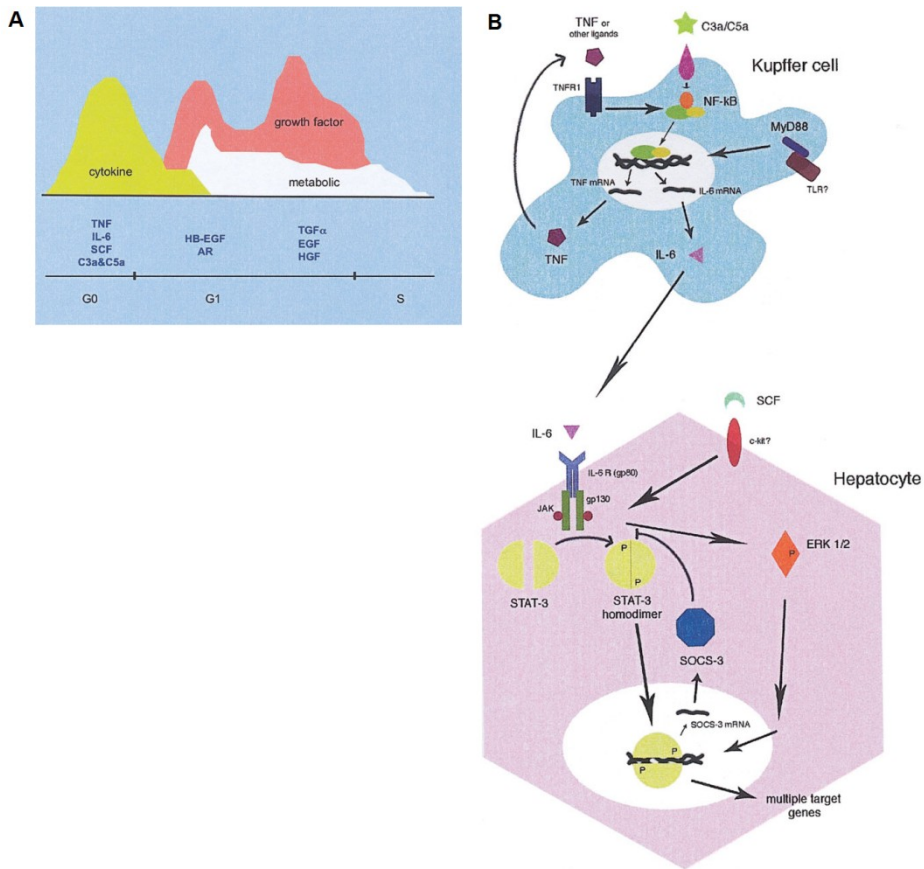 A
cytokine
growth factor
metabolic
TNF
IL-6
SCF
C3a&C5a
HB-EGF
AR
TGFα
EGF
HGF
G0
G1
S
B
TNF or
other ligands
C3a/C5a
Kupffer cell
TNFR1
NF-kB
MyD88
TLR?
TNF mRNA
IL-6 mRNA
TNF
IL-6
SCF
IL-6
c-kit?
IL-6 R (gp80)
Hepatocyte
JAK
gp130
P
P
P
ERK 1/2
STAT-3
STAT-3
homodimer
SOCS-3
SOCS-3 mRNA
P
P
multiple target
genes